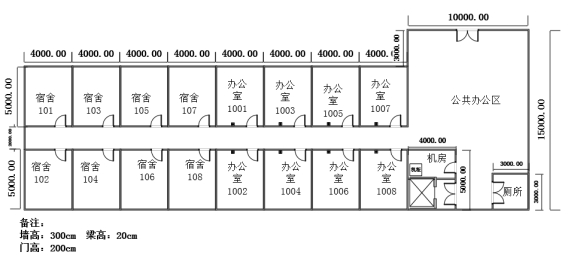 10000.00
4000.00 4000.00 4000.00 4000.00 4000.00 4000.00 4000.00 4000.00
3000.00
5000.00
宿舍 101
宿舍 103
宿舍 105
宿舍 107
办公室 1001
办公室 1003
办公室 1005
办公室 1007
公共办公区
15000.00
4000.00
5000.00
宿舍 102
宿舍 104
宿舍 106
宿舍 108
办公室 1002
办公室 1004
办公室 1006
办公室 1008
机房
机柜
5000.00
3000.00
厕所
3000.00
备注:
墙高: 300cm 梁高: 20cm
门高: 200cm